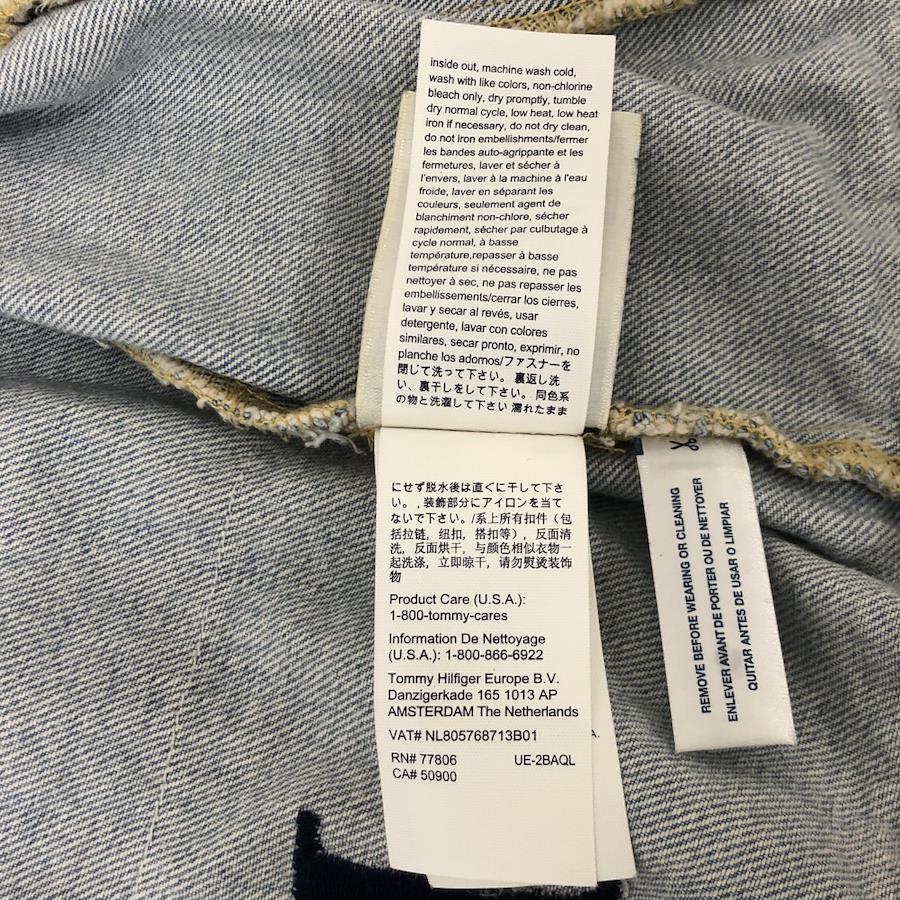 inside out, machine wash cold,
wash with like colors, non-chlorine
bleach only, dry promptly, tumble
dry normal cycle, low heat, low heat
iron if necessary, do not dry clean,
do not iron embellishments/fermer
les bandes auto-agrippante et les
fermetures, laver et sécher à
l'envers, laver à la machine à l'eau
froide, laver en séparant les
couleurs, seulement agent de
blanchiment non-chlore, sécher
rapidement, sécher par culbutage à
cycle normal, à basse
température,repasser à basse
température si nécessaire, ne pas
nettoyer à sec, ne pas repasser les
embellissements/cerrar los cierres,
lavar y secar al revés, usar
detergente, lavar con colores
similares, secar pronto, exprimir, no
planche los adornos/ファスナーを
閉じて洗って下さい。裏返し洗
い、裏干しをして下さい。同色系
の物と洗濯して下さい 濡れたまま
にせず脱水後は直ぐに干して下さ
い。, 装飾部分にアイロンを当て
ないで下さい。/系上所有扣件（包
括拉链，纽扣，搭扣等），反面清
洗，反面烘干，与颜色相似衣物一
起洗涤，立即晾干，请勿熨烫装饰
物
Product Care (U.S.A.):
1-800-tommy-cares
Information De Nettoyage
(U.S.A.): 1-800-866-6922
Tommy Hilfiger Europe B.V.
Danzigerkade 165 1013 AP
AMSTERDAM The Netherlands
VAT# NL805768713B01
RN# 77806 UE-2BAQL
CA# 50900
A.
REMOVE BEFORE WEARING OR CLEANING
ENLEVER AVANT DE PORTER OU DE NETTOYER
QUITAR ANTES DE USAR O LIMPIAR